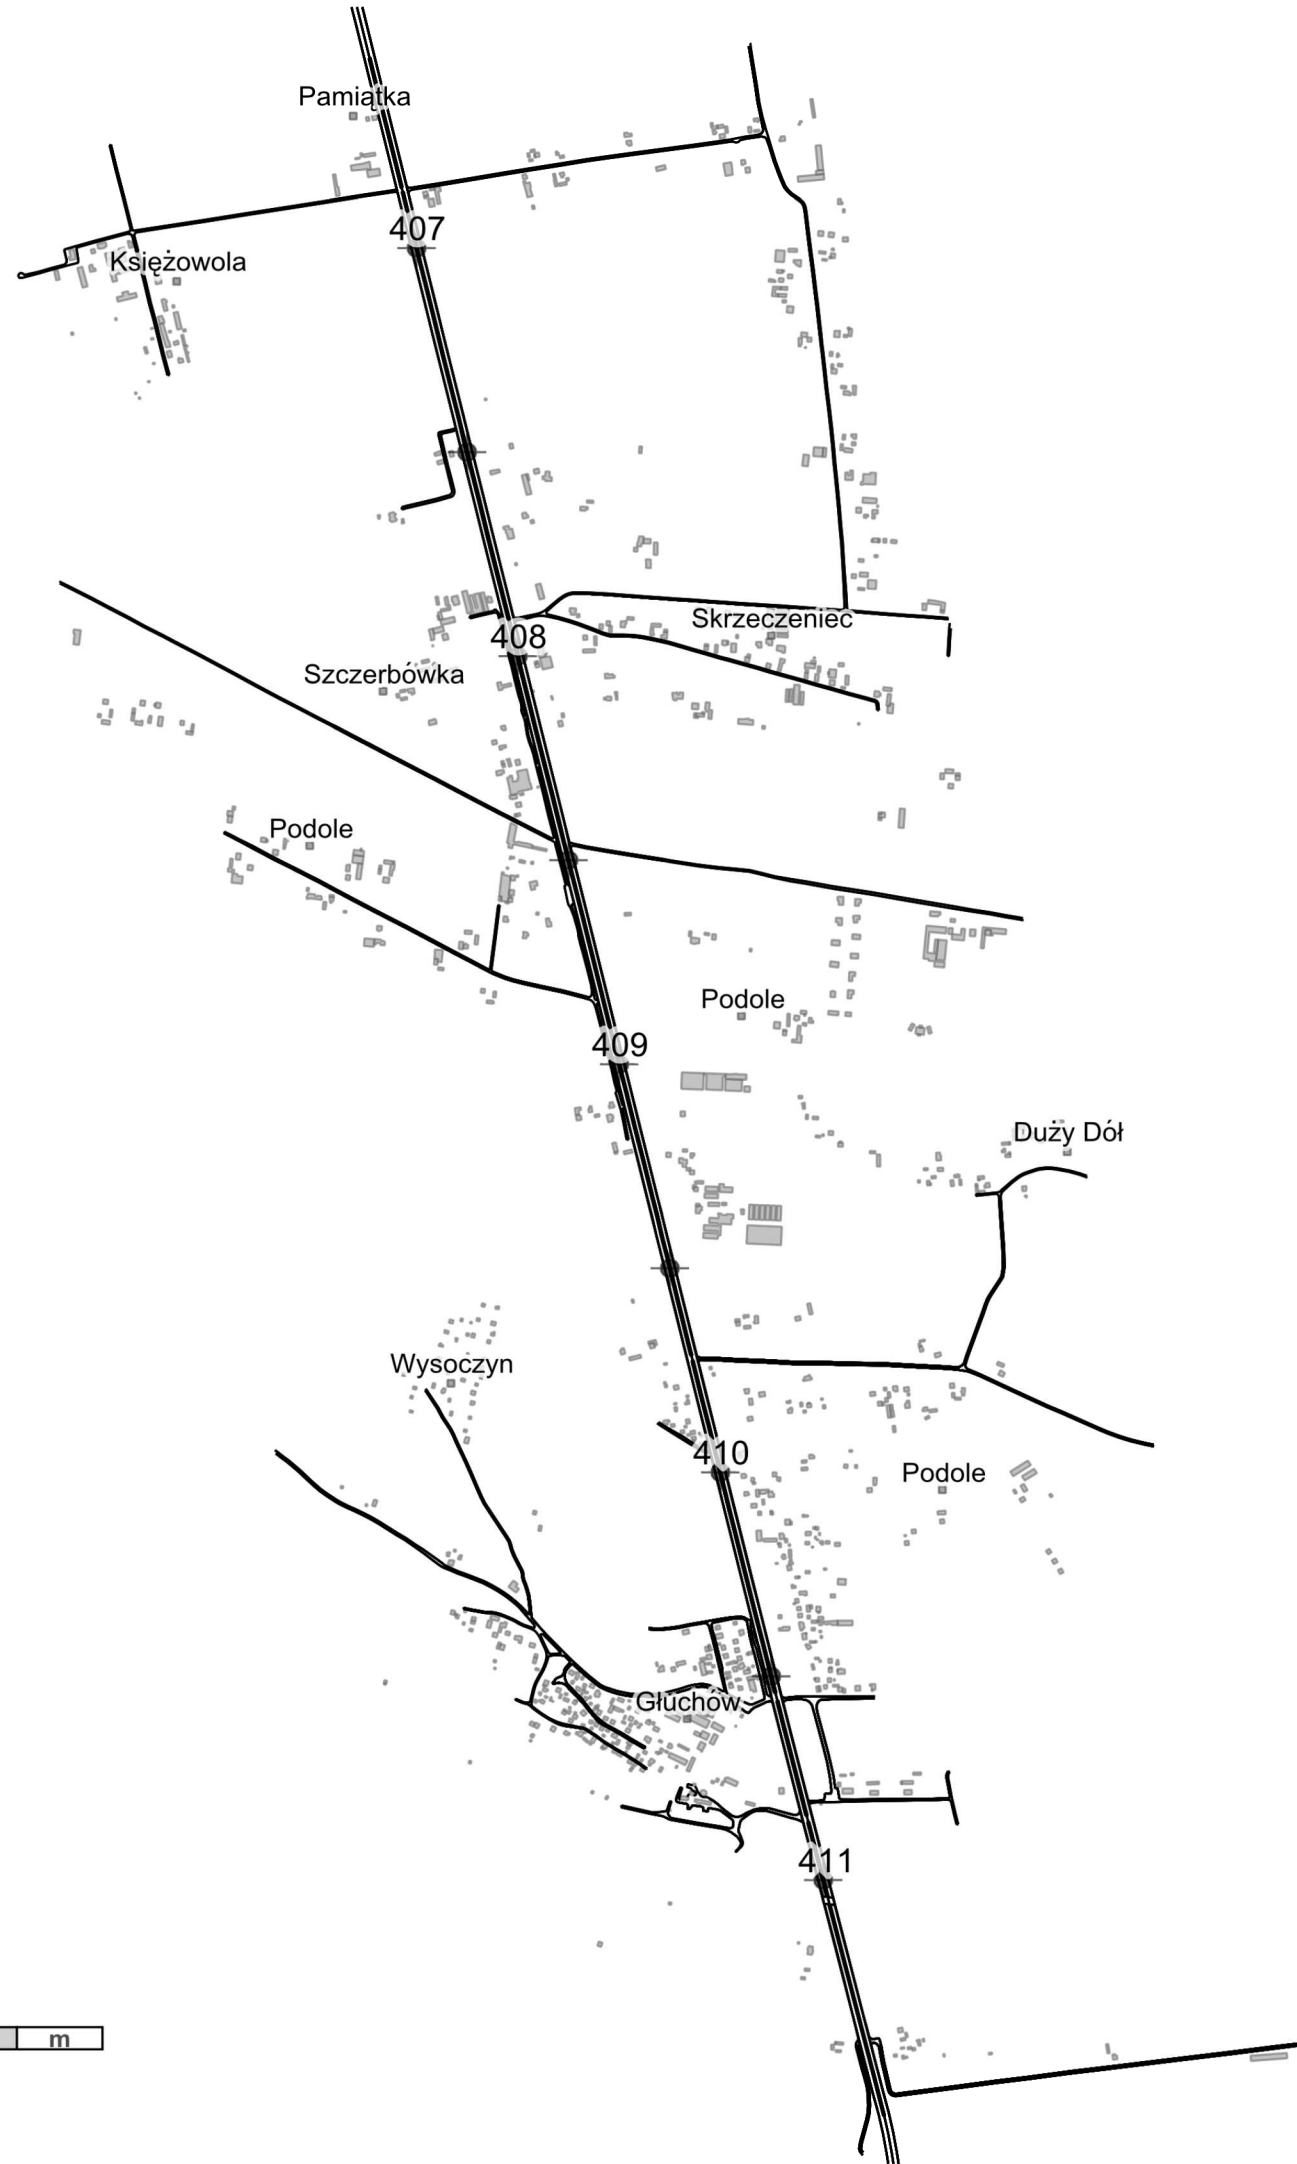 Pamiątka
407
Księżowola
Skrzeczeniec
408
Szczerbówka
Podole
Podole
409
Duży Dół
Wysoczyn
410
Podole
Głuchów
411
m